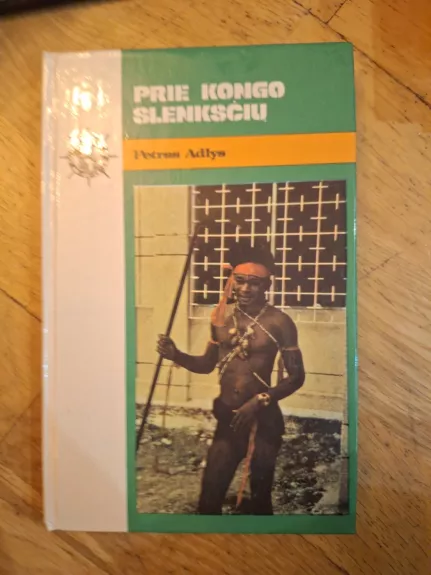 PRIE KONGO
SLENKSČIŲ
Petras Adlys